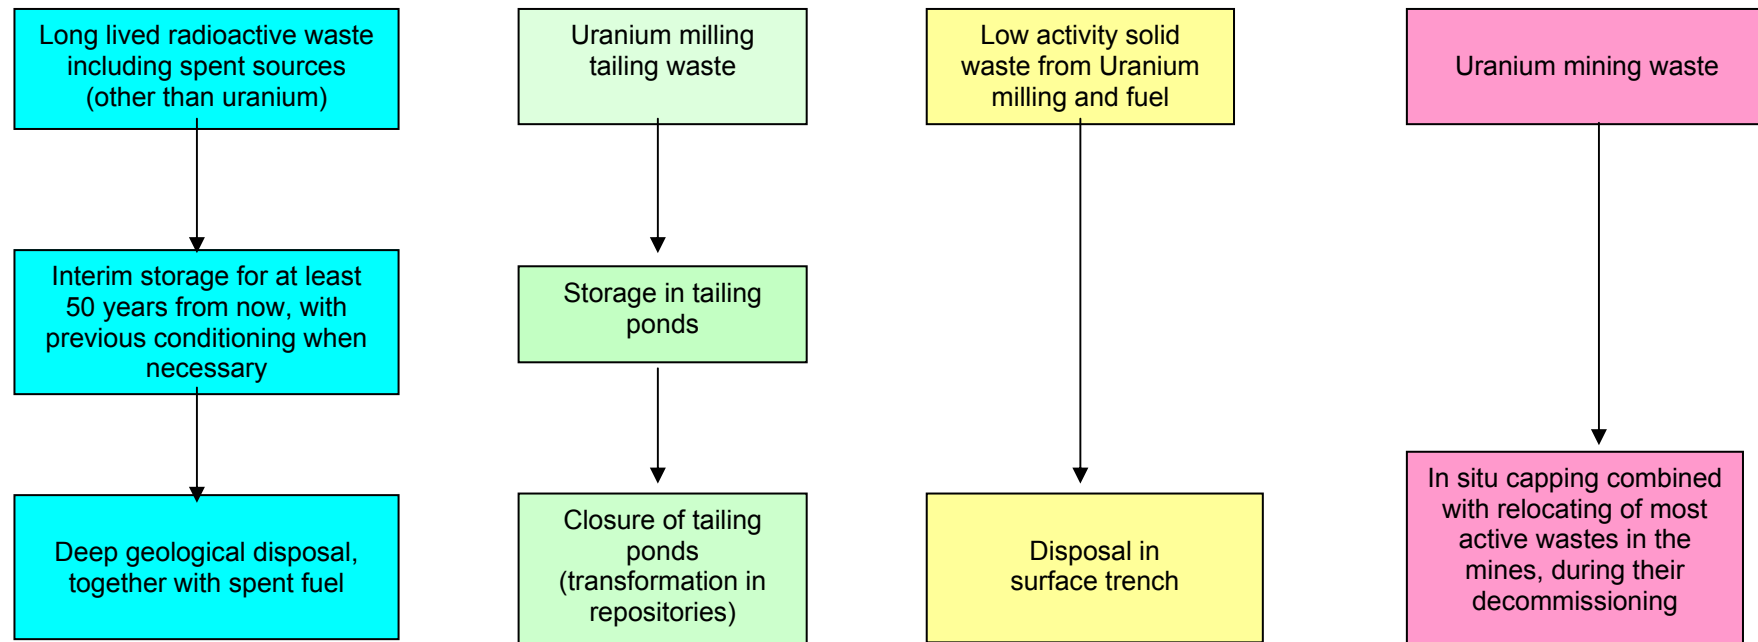 Long lived radioactive waste
including spent sources
(other than uranium)
Uranium milling
tailing waste
Low activity solid
waste from Uranium
milling and fuel
Uranium mining waste
Interim storage for at least
50 years from now, with
previous conditioning when
necessary
Storage in tailing
ponds
Deep geological disposal,
together with spent fuel
Closure of tailing
ponds
(transformation in
repositories)
Disposal in
surface trench
In situ capping combined
with relocating of most
active wastes in the
mines, during their
decommissioning